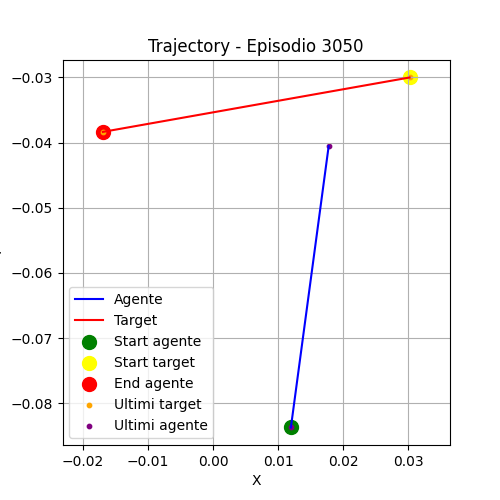 Trajectory - Episodio 3050
−0.03
−0.04
−0.05
−0.06
−0.07
−0.08
Agente
Target
Start agente
Start target
End agente
Ultimi target
Ultimi agente
−0.02 −0.01 0.00 0.01 0.02 0.03
X